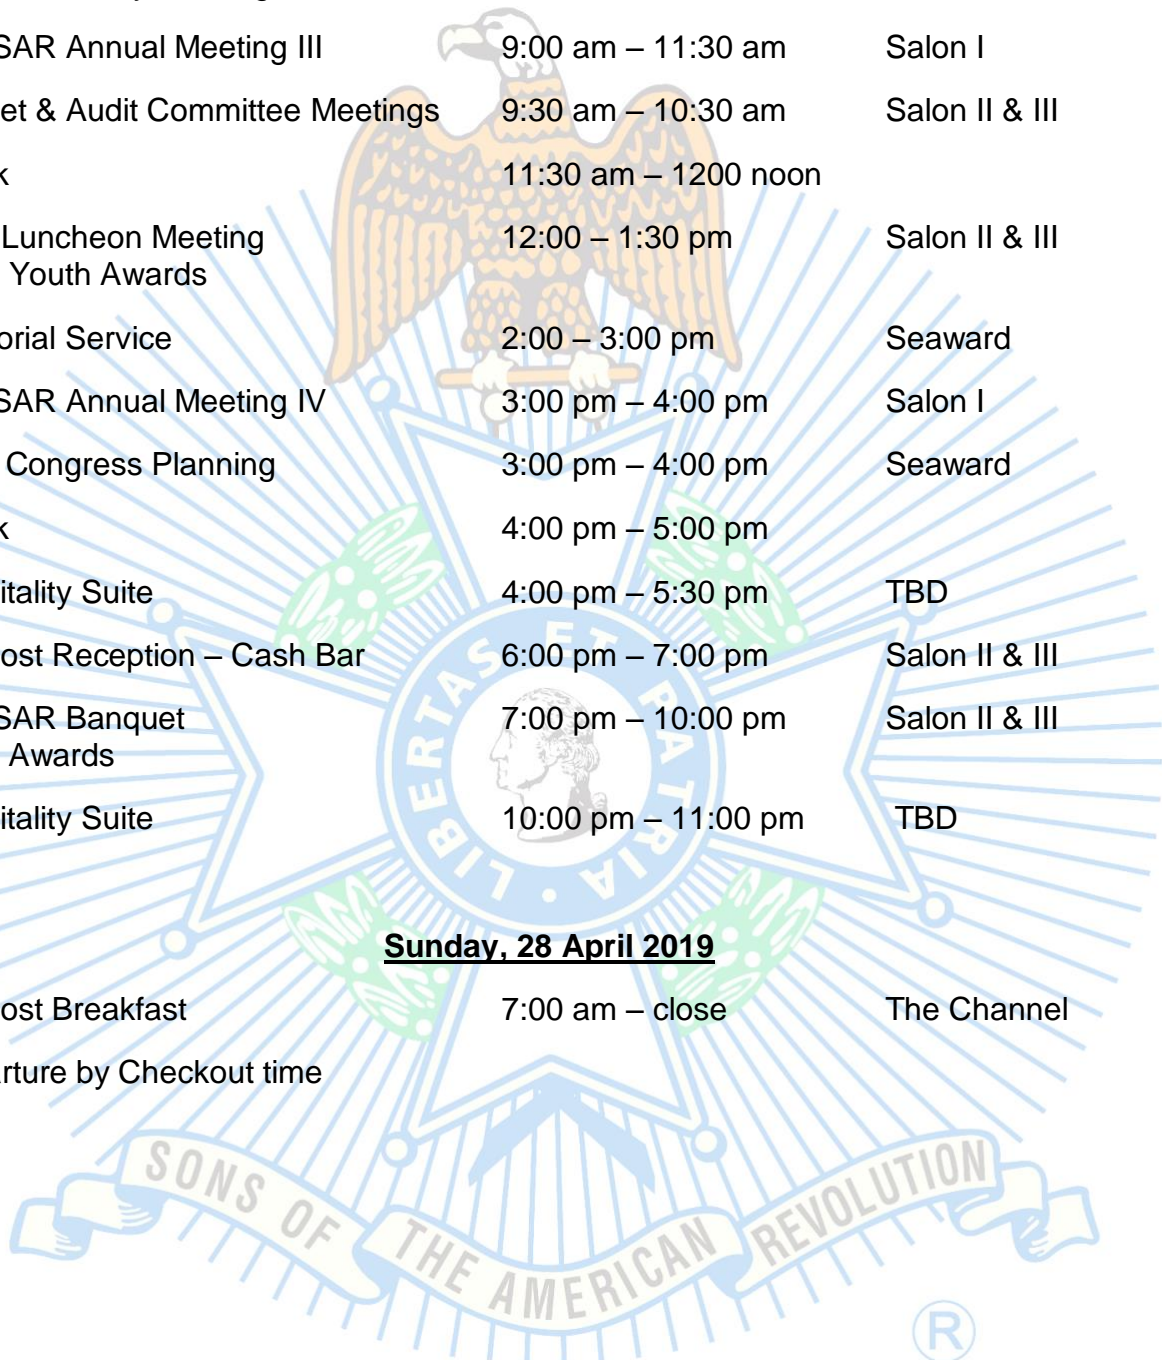 SAR Annual Meeting III 9:00 am – 11:30 am Salon I
et & Audit Committee Meetings 9:30 am – 10:30 am Salon II & III
k 11:30 am – 1200 noon
Luncheon Meeting 12:00 – 1:30 pm Salon II & III
Youth Awards
orial Service 2:00 – 3:00 pm Seaward
SAR Annual Meeting IV 3:00 pm – 4:00 pm Salon I
Congress Planning 3:00 pm – 4:00 pm Seaward
k 4:00 pm – 5:00 pm
itality Suite 4:00 pm – 5:30 pm TBD
ost Reception – Cash Bar 6:00 pm – 7:00 pm Salon II & III
SAR Banquet 7:00 pm – 10:00 pm Salon II & III
Awards
itality Suite 10:00 pm – 11:00 pm TBD
LIBERTAS ET PATRIA
Sunday, 28 April 2019
ost Breakfast 7:00 am – close The Channel
rture by Checkout time
SONS OF THE AMERICAN REVOLUTION
®